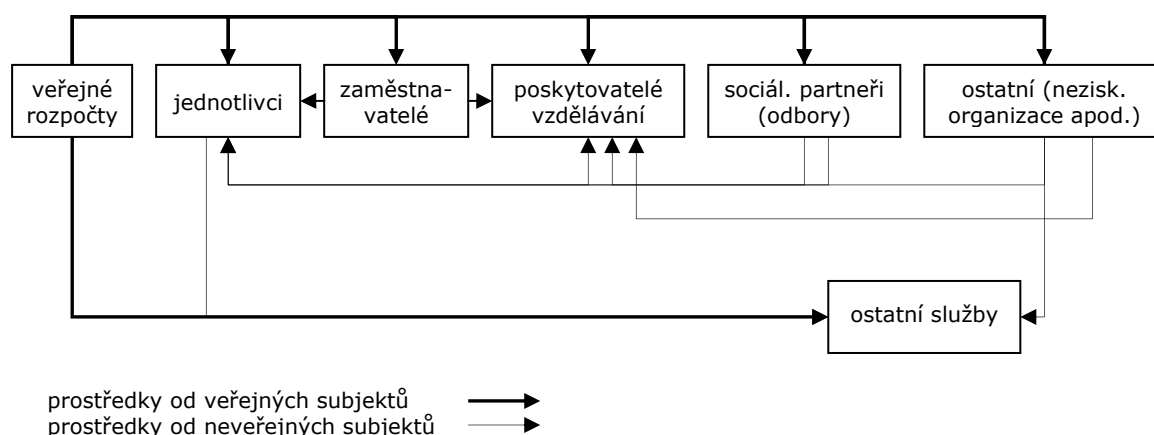 veřejné
rozpočty
jednotlivci
zaměstna-
vatelé
poskytovatelé
vzdělávání
sociál. partneři
(odbory)
ostatní (nezisk.
organizace apod.)
ostatní služby
prostředky od veřejných subjektů
prostředky od neveřejných subjektů